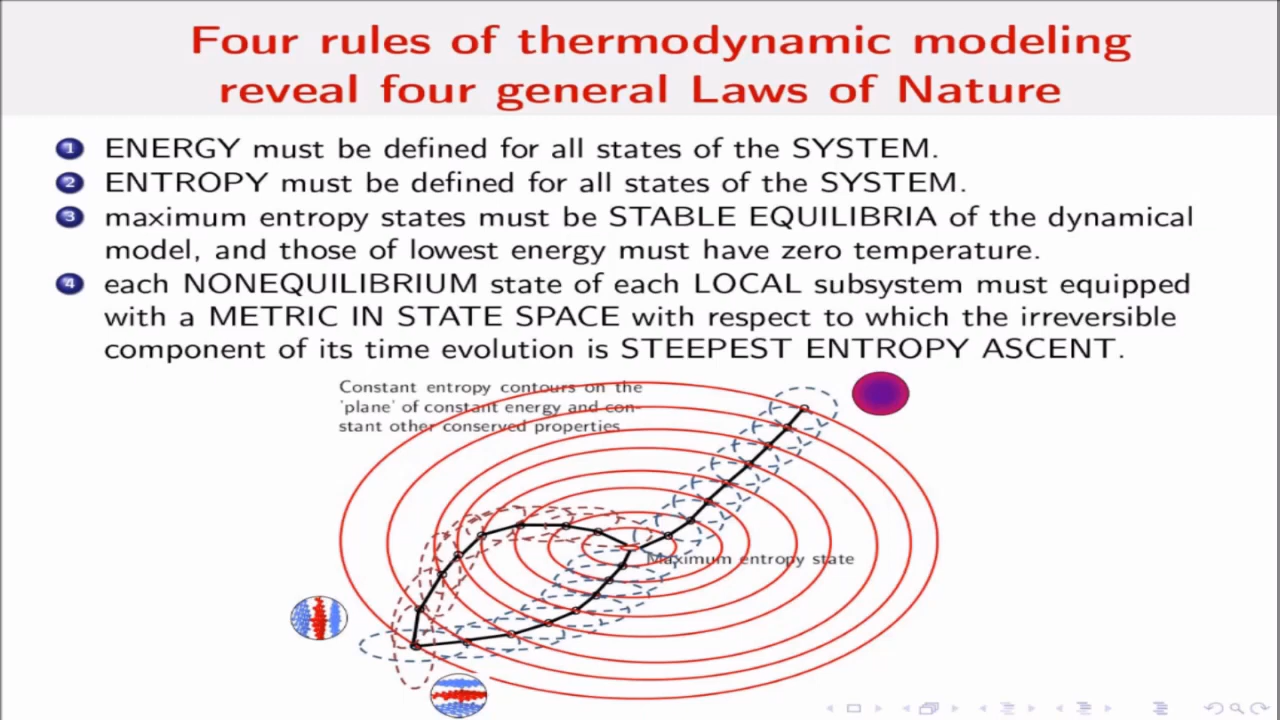 Four rules of thermodynamic modeling
reveal four general Laws of Nature
1 ENERGY must be defined for all states of the SYSTEM.
2 ENTROPY must be defined for all states of the SYSTEM.
3 maximum entropy states must be STABLE EQUILIBRIA of the dynamical
model, and those of lowest energy must have zero temperature.
4 each NONEQUILIBRIUM state of each LOCAL subsystem must equipped
with a METRIC IN STATE SPACE with respect to which the irreversible
component of its time evolution is STEEPEST ENTROPY ASCENT.
Constant entropy contours on the
'plane' of constant energy and con-
stant other conserved properties
Maximum entropy state